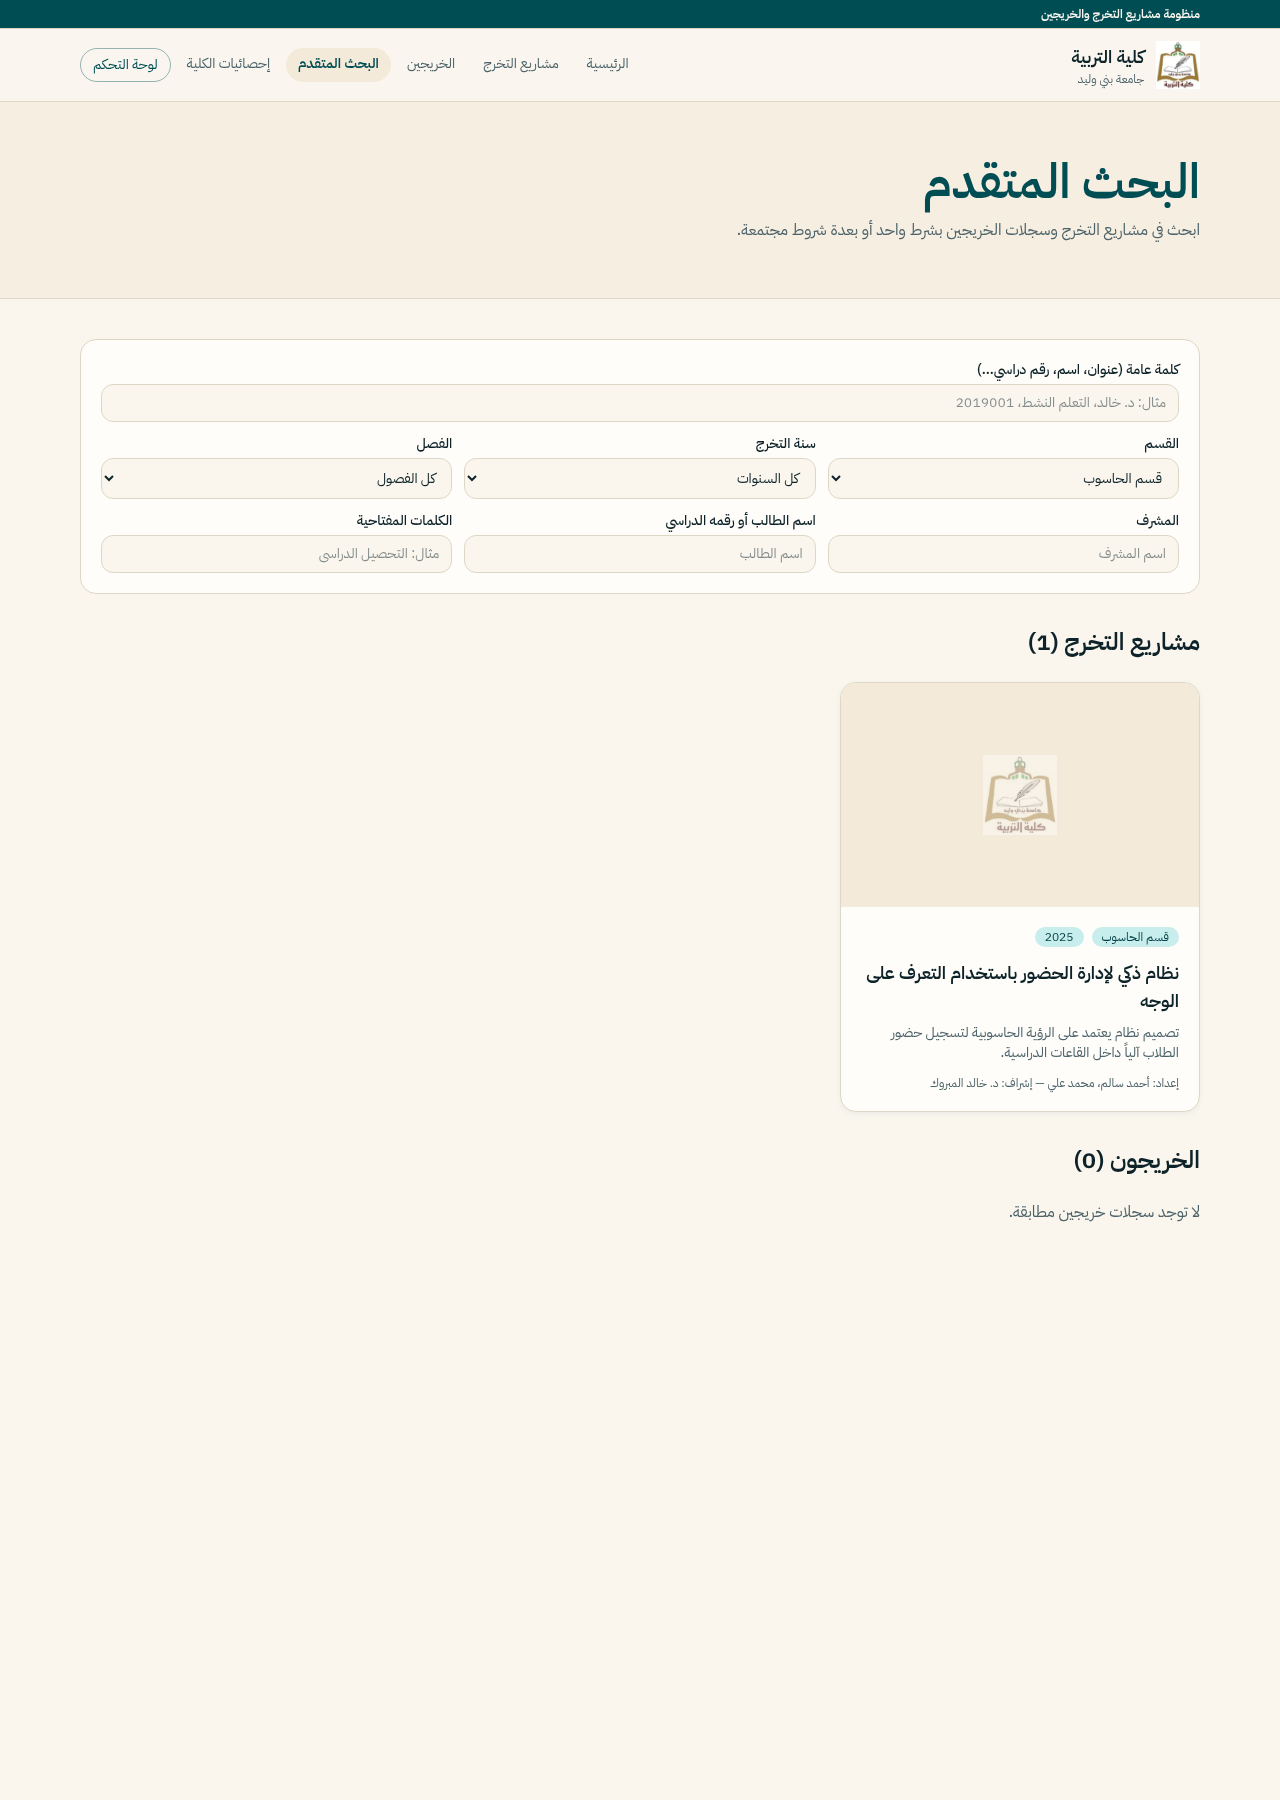 منظومة مشاريع التخرج والخريجين
كلية التربية
جامعة بني وليد
الرئيسية
مشاريع التخرج
الخريجين
البحث المتقدم
إحصائيات الكلية
لوحة التحكم
البحث المتقدم
ابحث في مشاريع التخرج وسجلات الخريجين بشرط واحد أو بعدة شروط مجتمعة.
كلمة عامة (عنوان، اسم، رقم دراسي...)
مثال: د. خالد، التعلم النشط، 2019001
القسم
سنة التخرج
الفصل
قسم الحاسوب
كل السنوات
كل الفصول
المشرف
اسم الطالب أو رقمه الدراسي
الكلمات المفتاحية
اسم المشرف
اسم الطالب
مثال: التحصيل الدراسي
مشاريع التخرج (1)
جامعة بني وليد
كلية التربية
قسم الحاسوب
2025
نظام ذكي لإدارة الحضور باستخدام التعرف على
الوجه
تصميم نظام يعتمد على الرؤية الحاسوبية لتسجيل حضور
الطلاب آلياً داخل القاعات الدراسية.
إعداد: أحمد سالم، محمد علي — إشراف: د. خالد المبروك
الخريجون (0)
لا توجد سجلات خريجين مطابقة.